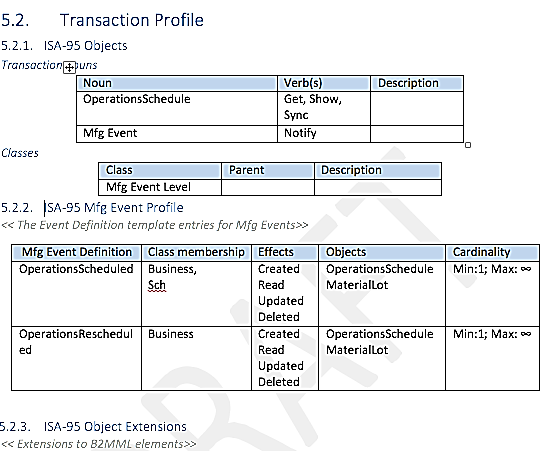 5.2. Transaction Profile
5.2.1. ISA-95 Objects
Transaction nouns
Noun Verb(s) Description
OperationsSchedule Get, Show,
Sync
Mfg Event Notify
Classes
Class Parent Description
Mfg Event Level
5.2.2. ISA-95 Mfg Event Profile
<< The Event Definition template entries for Mfg Events>>
Mfg Event Definition Class membership Effects Objects Cardinality
OperationsScheduled Business, Created OperationsSchedule Min:1; Max: ∞
Sch Read MaterialLot
Updated
Deleted
OperationsReschedul Business Created OperationsSchedule Min:1; Max: ∞
ed Read MaterialLot
Updated
Deleted
5.2.3. ISA-95 Object Extensions
<< Extensions to B2MML elements>>
DRAFT